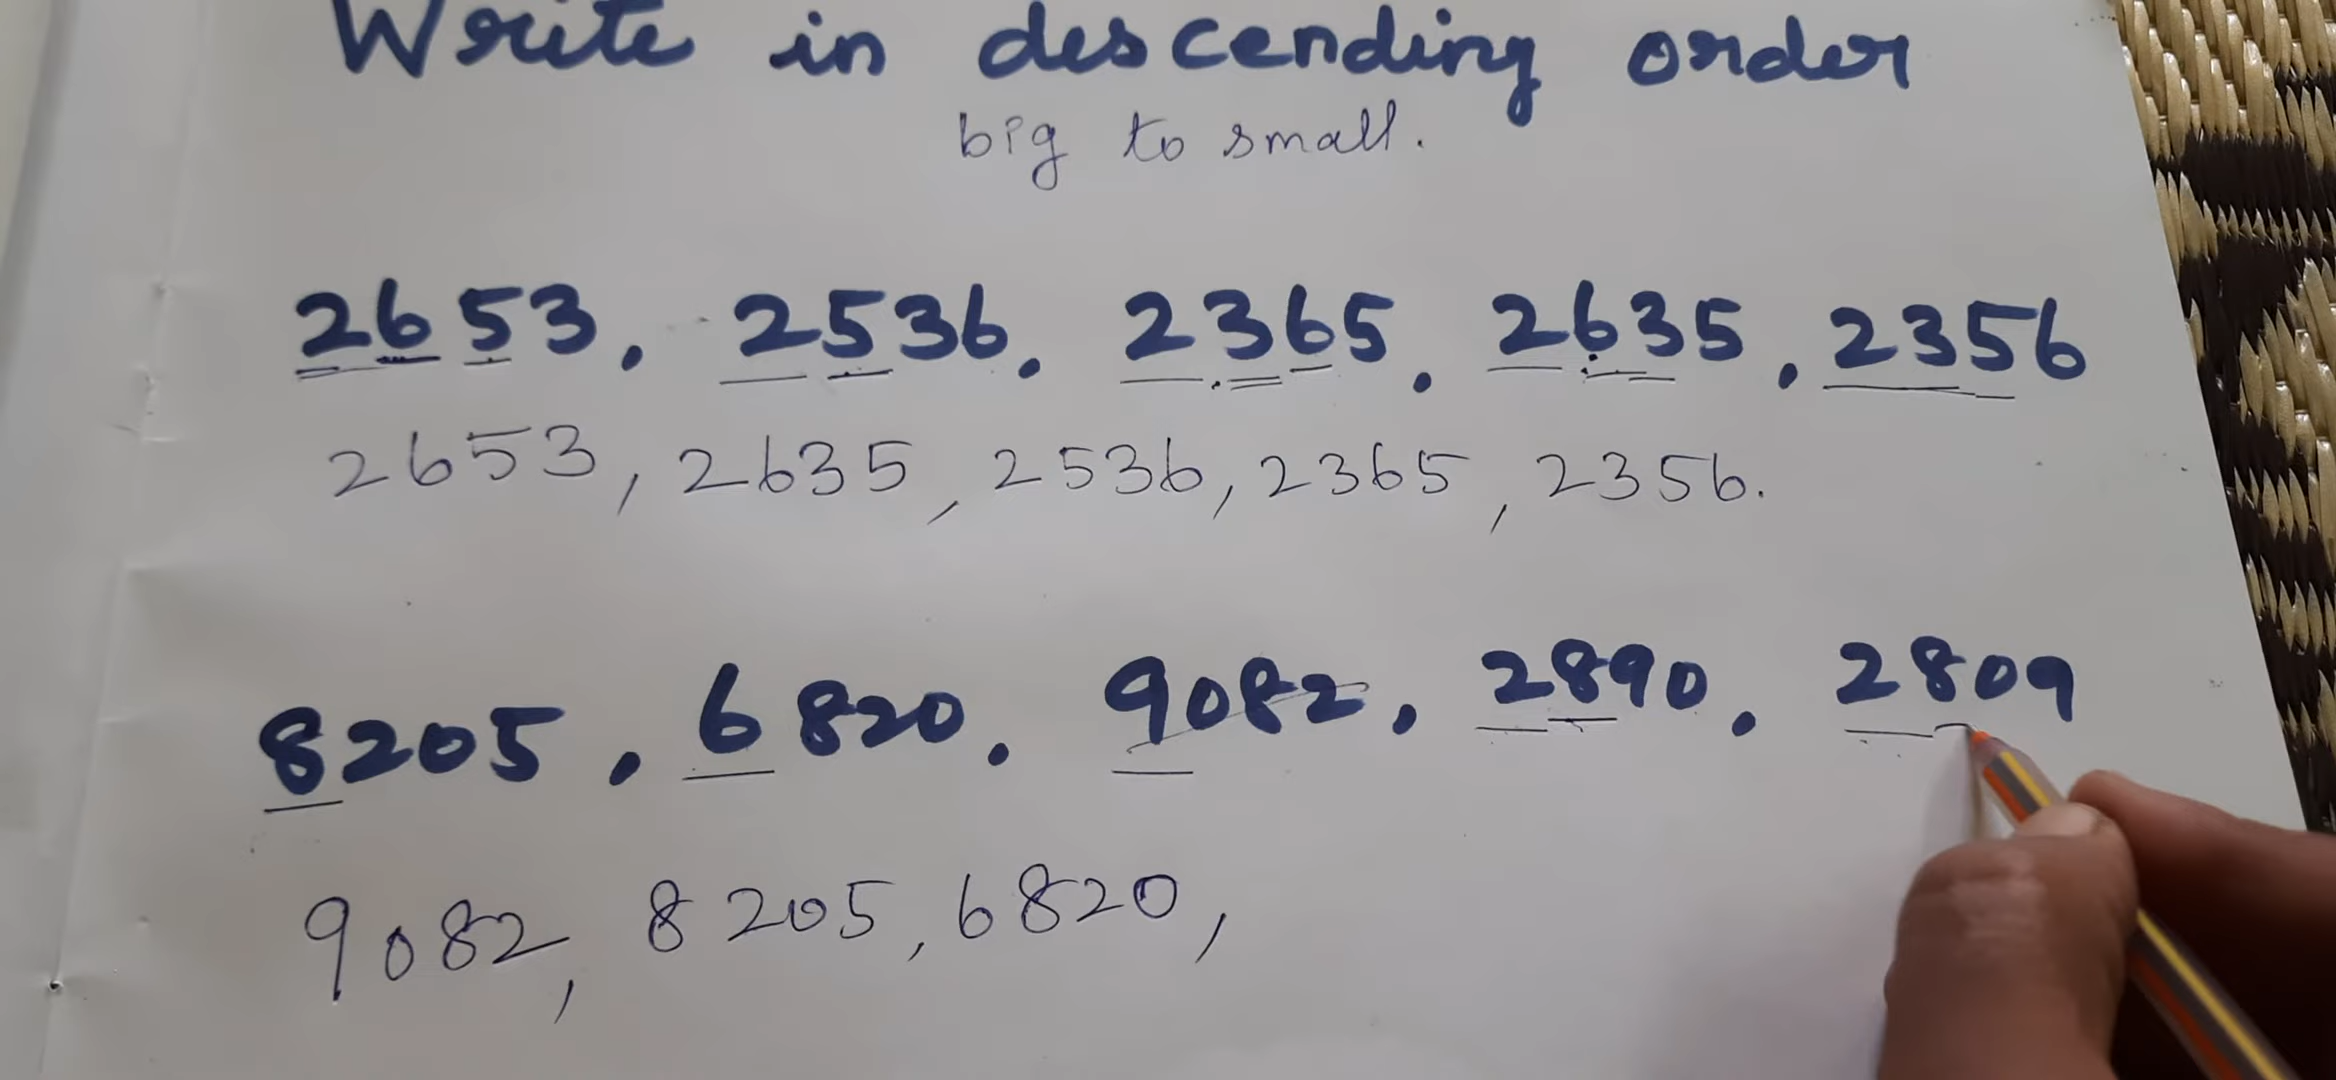 Write in descending order
big to small.
2653, 2536, 2365, 2635, 2356
2653, 2635, 2536, 2365, 2356.
8205, 6820, 9082, 2890, 2809
9082, 8205, 6820,